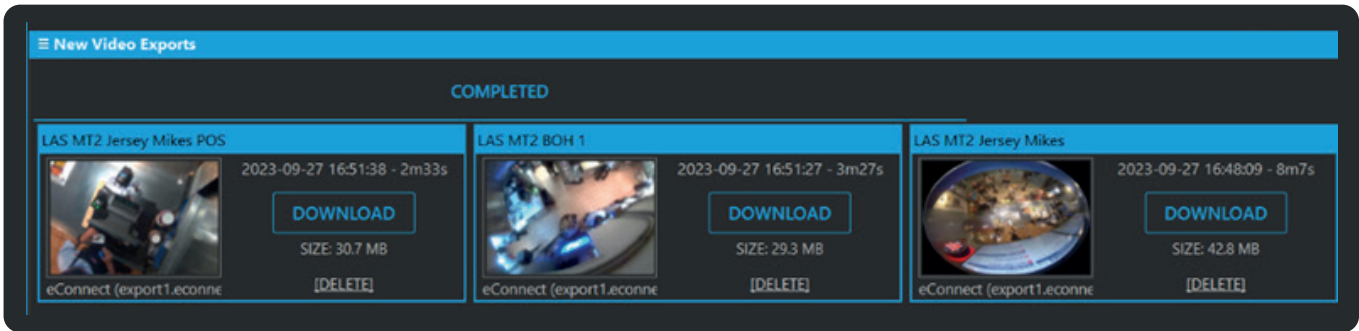 ≡ New Video Exports
COMPLETED
LAS MT2 Jersey Mikes POS
2023-09-27 16:51:38 - 2m33s
DOWNLOAD
SIZE: 30.7 MB
[DELETE]
eConnect (export1.econne
LAS MT2 BOH 1
2023-09-27 16:51:27 - 3m27s
DOWNLOAD
SIZE: 29.3 MB
[DELETE]
eConnect (export1.econne
LAS MT2 Jersey Mikes
2023-09-27 16:48:09 - 8m7s
DOWNLOAD
SIZE: 42.8 MB
[DELETE]
eConnect (export1.econne